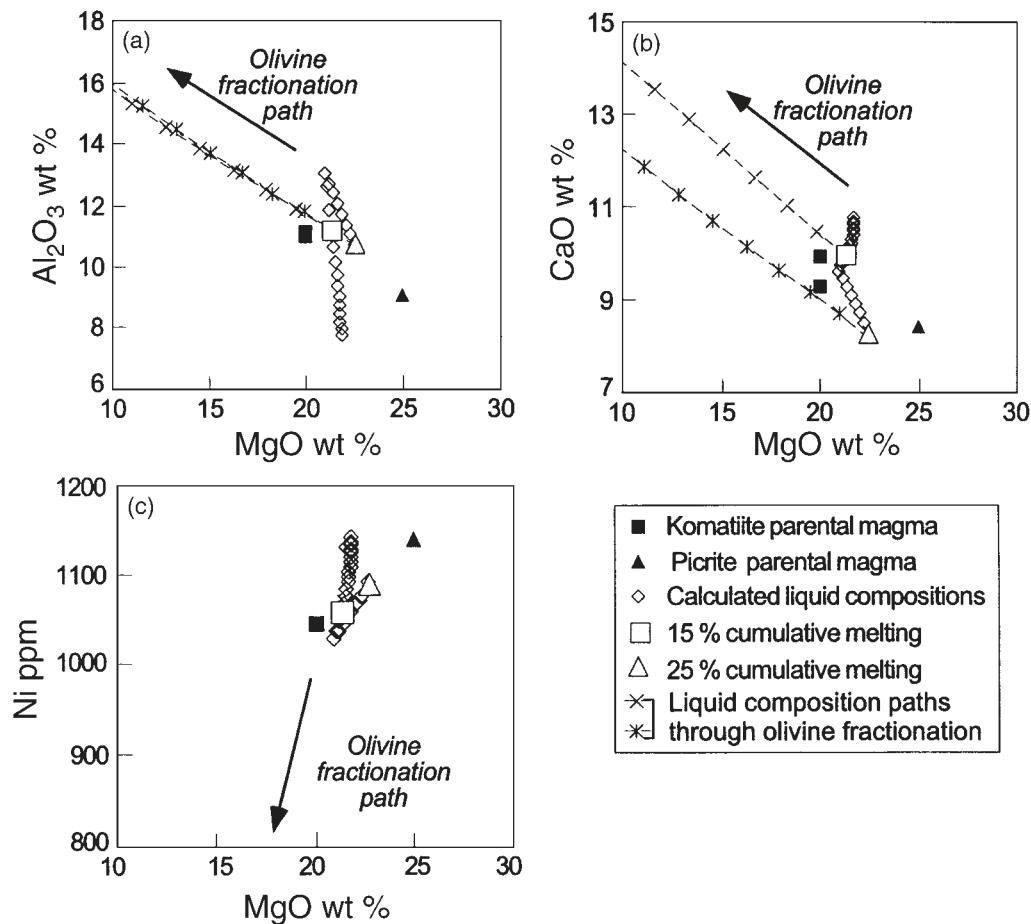 (a)
Olivine
fractionation
path
18
16
14
12
10
8
6
Al₂O₃ wt %
10 15 20 25 30
MgO wt %
(b)
Olivine
fractionation
path
15
13
11
9
7
CaO wt %
10 15 20 25 30
MgO wt %
(c)
1200
1100
1000
900
800
Ni ppm
Olivine
fractionation
path
10 15 20 25 30
MgO wt %
Komatiite parental magma
Picrite parental magma
Calculated liquid compositions
15 % cumulative melting
25 % cumulative melting
Liquid composition paths
through olivine fractionation